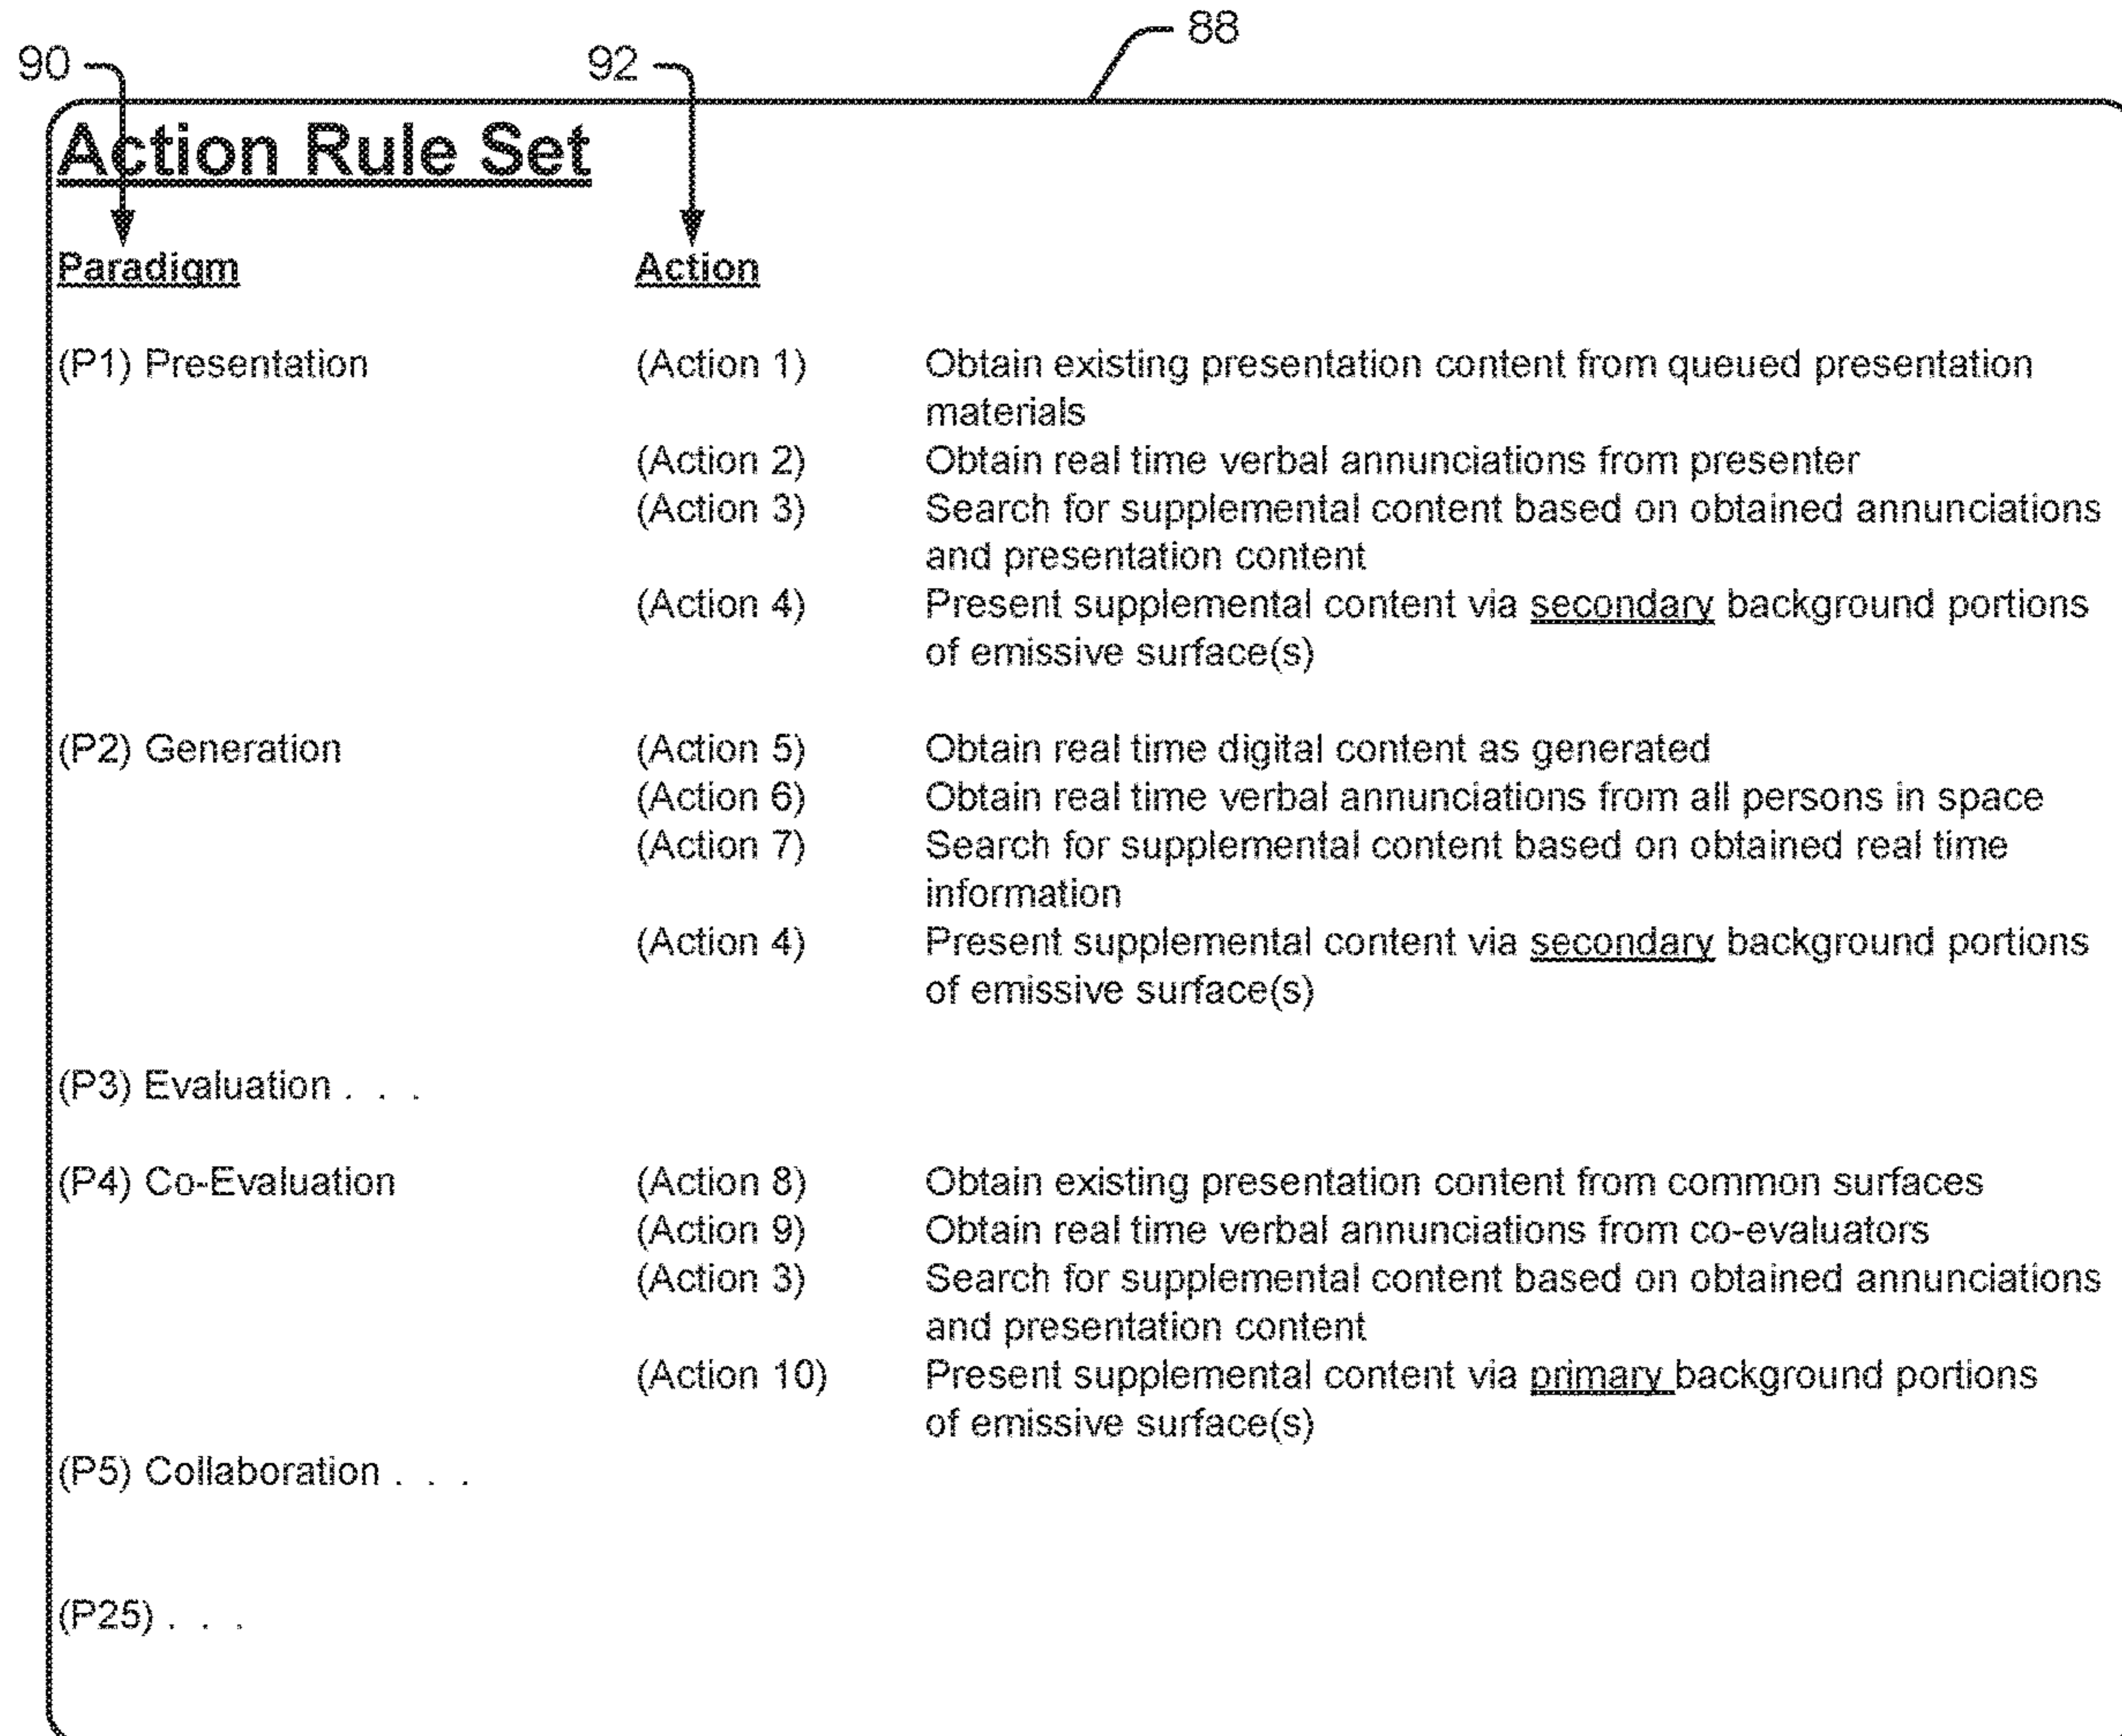 88
90
92
Action Rule Set
Paradigm Action
(P1) Presentation (Action 1) Obtain existing presentation content from queued presentation
materials
(Action 2) Obtain real time verbal annunciations from presenter
(Action 3) Search for supplemental content based on obtained annunciations
and presentation content
(Action 4) Present supplemental content via secondary background portions
of emissive surface(s)
(P2) Generation (Action 5) Obtain real time digital content as generated
(Action 6) Obtain real time verbal annunciations from all persons in space
(Action 7) Search for supplemental content based on obtained real time
information
(Action 4) Present supplemental content via secondary background portions
of emissive surface(s)
(P3) Evaluation . . .
(P4) Co-Evaluation (Action 8) Obtain existing presentation content from common surfaces
(Action 9) Obtain real time verbal annunciations from co-evaluators
(Action 3) Search for supplemental content based on obtained annunciations
and presentation content
(Action 10) Present supplemental content via primary background portions
of emissive surface(s)
(P5) Collaboration . . .
(P25) . . .